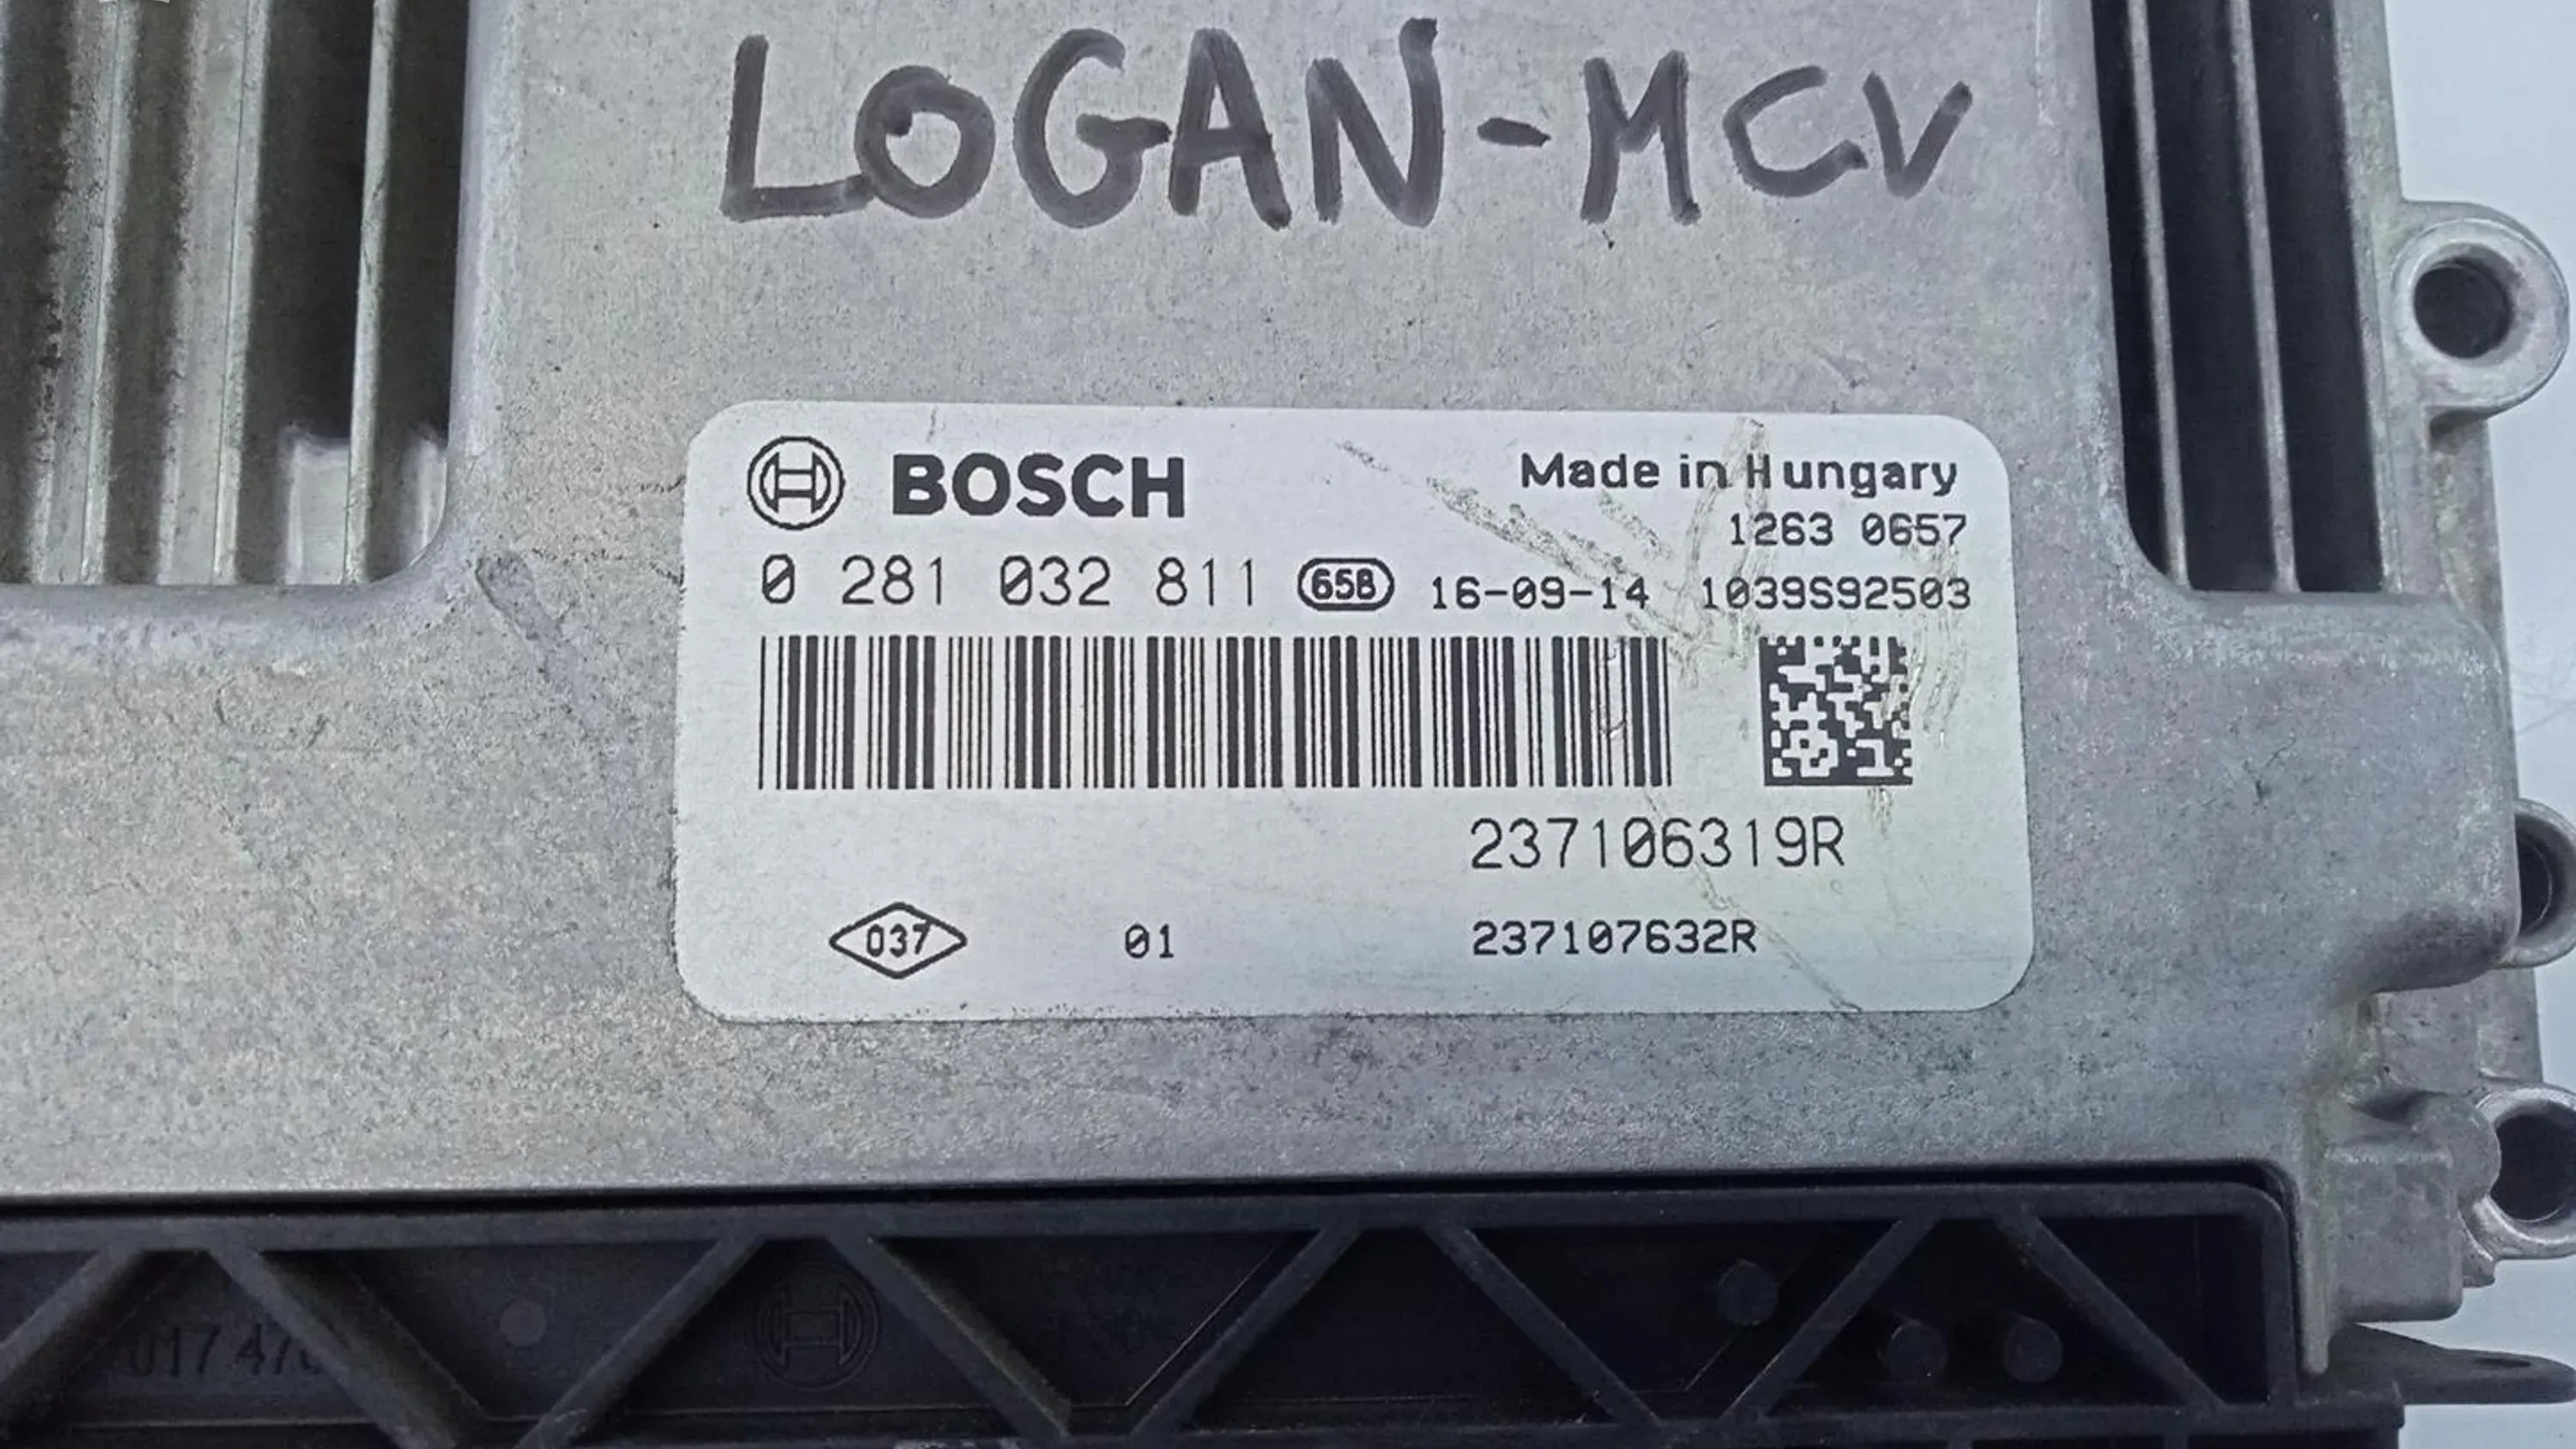 LOGAN-MCV
BOSCH
Made in Hungary
1263 0657
0 281 032 811 65B 16-09-14 1039S92503
237106319R
037 01 237107632R